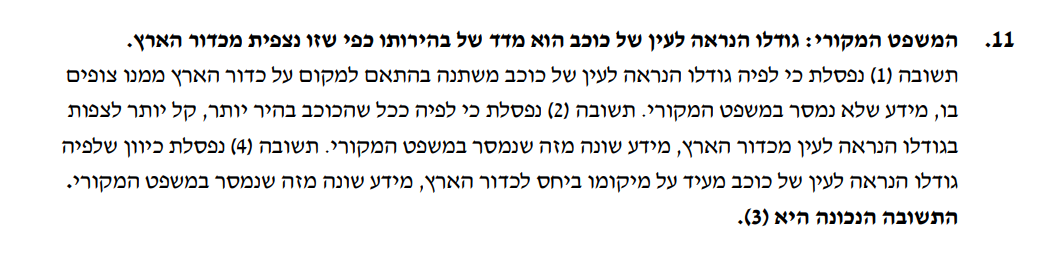 11. המשפט המקורי: גודלו הנראה לעין של כוכב הוא מדד של בהירותו כפי שזו נצפית מכדור הארץ.
תשובה (1) נפסלת כי לפיה גודלו הנראה לעין של כוכב משתנה בהתאם למקום על כדור הארץ ממנו צופים
בו, מידע שלא נמסר במשפט המקורי. תשובה (2) נפסלת כי לפיה ככל שהכוכב בהיר יותר, קל יותר לצפות
בגודלו הנראה לעין מכדור הארץ, מידע שונה מזה שנמסר במשפט המקורי. תשובה (4) נפסלת כיוון שלפיה
גודלו הנראה לעין של כוכב מעיד על מיקומו ביחס לכדור הארץ, מידע שונה מזה שנמסר במשפט המקורי.
התשובה הנכונה היא (3).